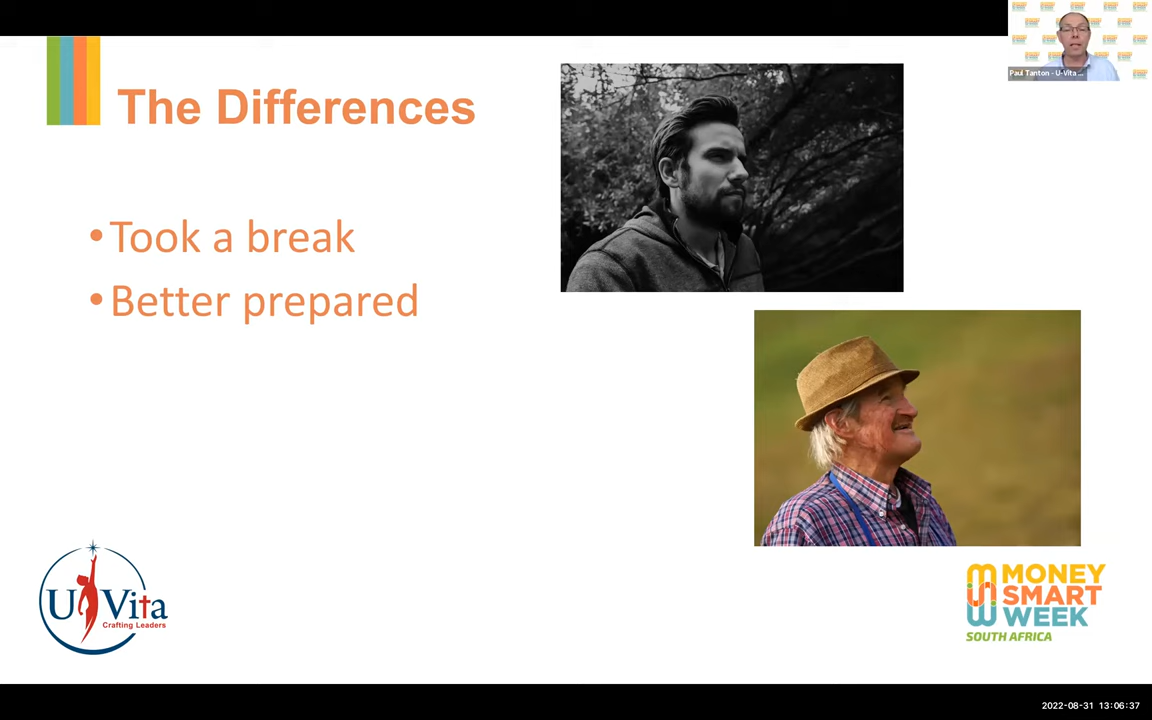 Paul Tanton - U-Vita ...
The Differences
•Took a break
•Better prepared
U Vita
Crafting Leaders
MONEY
SMART
WEEK
SOUTH AFRICA
2022-08-31 13:06:37